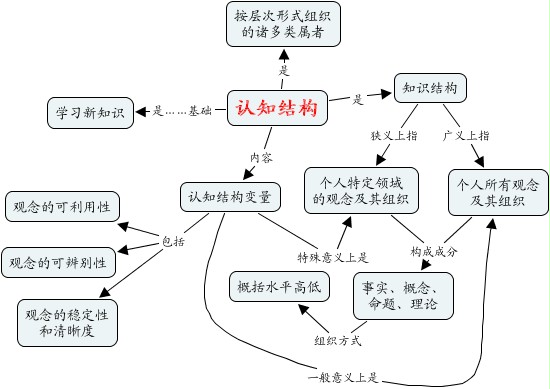 按层次形式组织
的诸多类属者
是
知识结构
学习新知识
是……基础
认知结构
是
狭义上指
广义上指
内容
认知结构变量
个人特定领域
的观念及其组织
个人所有观念
及其组织
观念的可利用性
包括
观念的可辨别性
特殊意义上是
构成成分
概括水平高低
事实、概念、
命题、理论
观念的稳定性
和清晰度
组织方式
一般意义上是